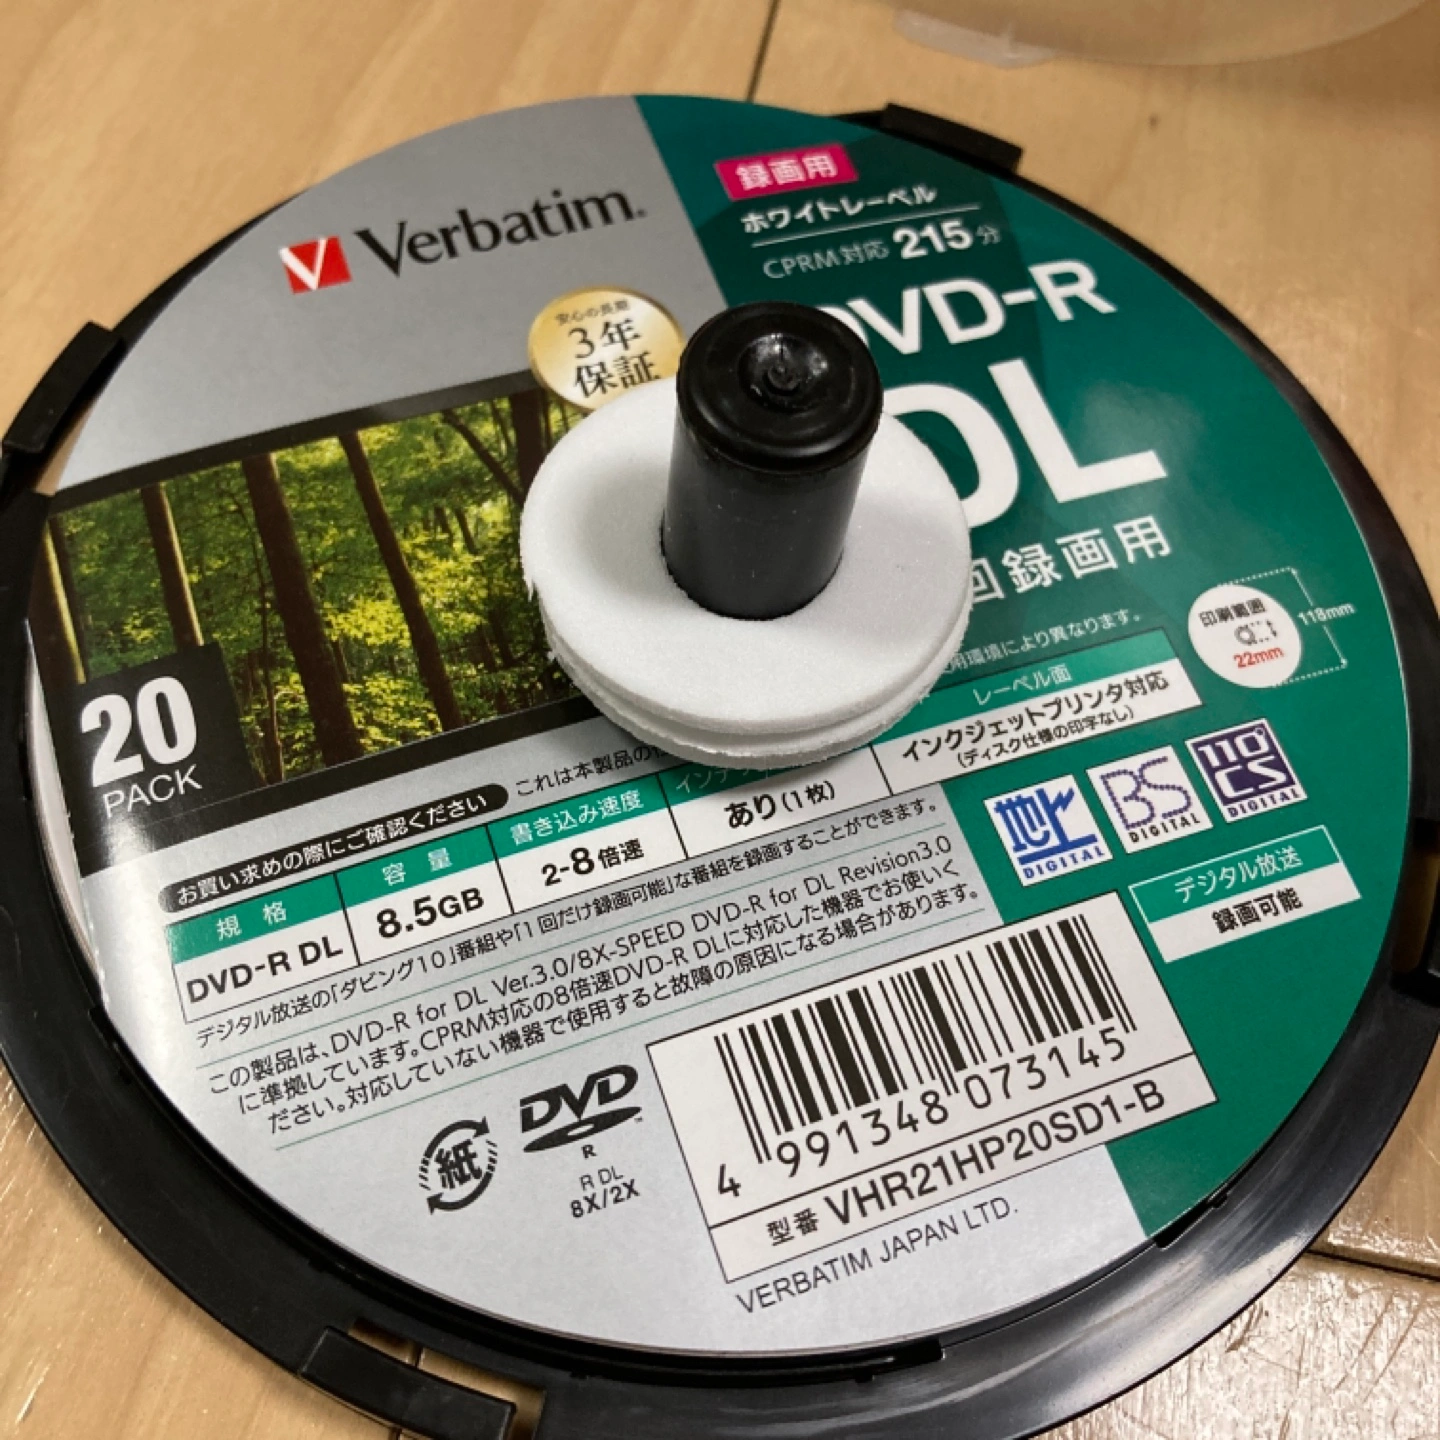 Verbatim
録画用
ホワイトレーベル
CPRM対応 215分
DVD-R
DL
回録画用
安心の長期
3年
保証
用環境により異なります。
印刷範囲
22mm
118mm
20
PACK
お買い求めの際にご確認ください
これは本製品の
規格
DVD-R DL
容量
8.5GB
書き込み速度
2-8倍速
あり(1枚)
レーベル面
インクジェットプリンタ対応
(ディスク仕様の印字なし)
デジタル放送の「ダビング10」番組や「1回だけ録画可能」な番組を録画することができます。
この製品は、DVD-R for DL Ver.3.0/8X-SPEED DVD-R for DL Revision3.0
に準拠しています。CPRM対応の8倍速DVD-R DLに対応した機器でお使いく
ださい。対応していない機器で使用すると故障の原因になる場合があります。
地上
DIGITAL
BS
DIGITAL
110°
CS
DIGITAL
デジタル放送
録画可能
紙
DVD
R
R DL
8X/2X
4 991348 073145
型番 VHR21HP20SD1-B
VERBATIM JAPAN LTD.